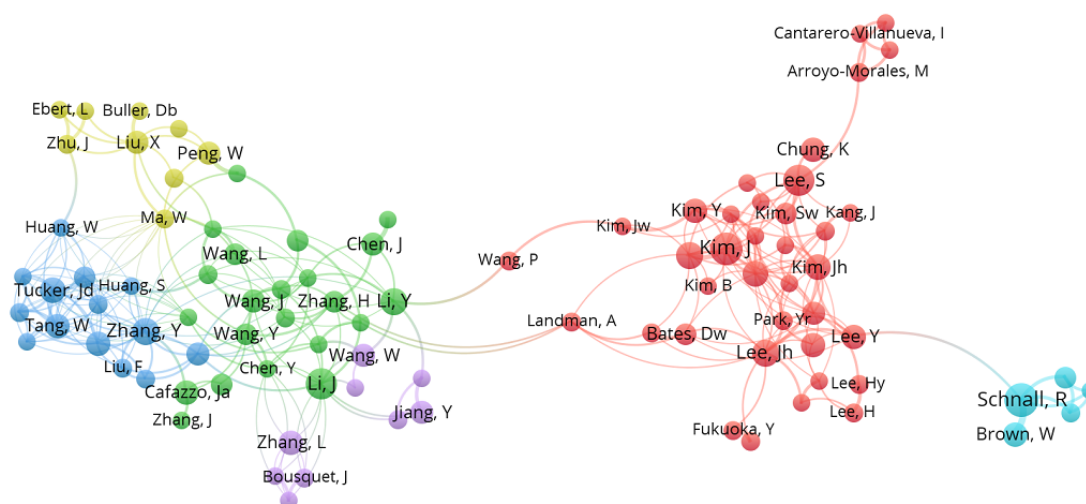 Cantarero-Villanueva, I
Arroyo-Morales, M
Ebert, L
Buller, Db
Zhu, J
Liu, X
Peng, W
Chung, K
Lee, S
Ma, W
Huang, W
Kim, Y
Kim, Sw
Kang, J
Kim, Jw
Chen, J
Wang, L
Kim, J
Wang, P
Kim, Jh
Tucker, Jd
Huang, S
Kim, B
Wang, J
Zhang, H
Li, Y
Landman, A
Park, Yr
Tang, W
Zhang, Y
Wang, Y
Bates, Dw
Lee, Y
Wang, W
Lee, Jh
Liu, F
Chen, Y
Cafazzo, Ja
Li, J
Lee, Hy
Schnall, R
Zhang, J
Jiang, Y
Lee, H
Fukuoka, Y
Brown, W
Zhang, L
Bousquet, J